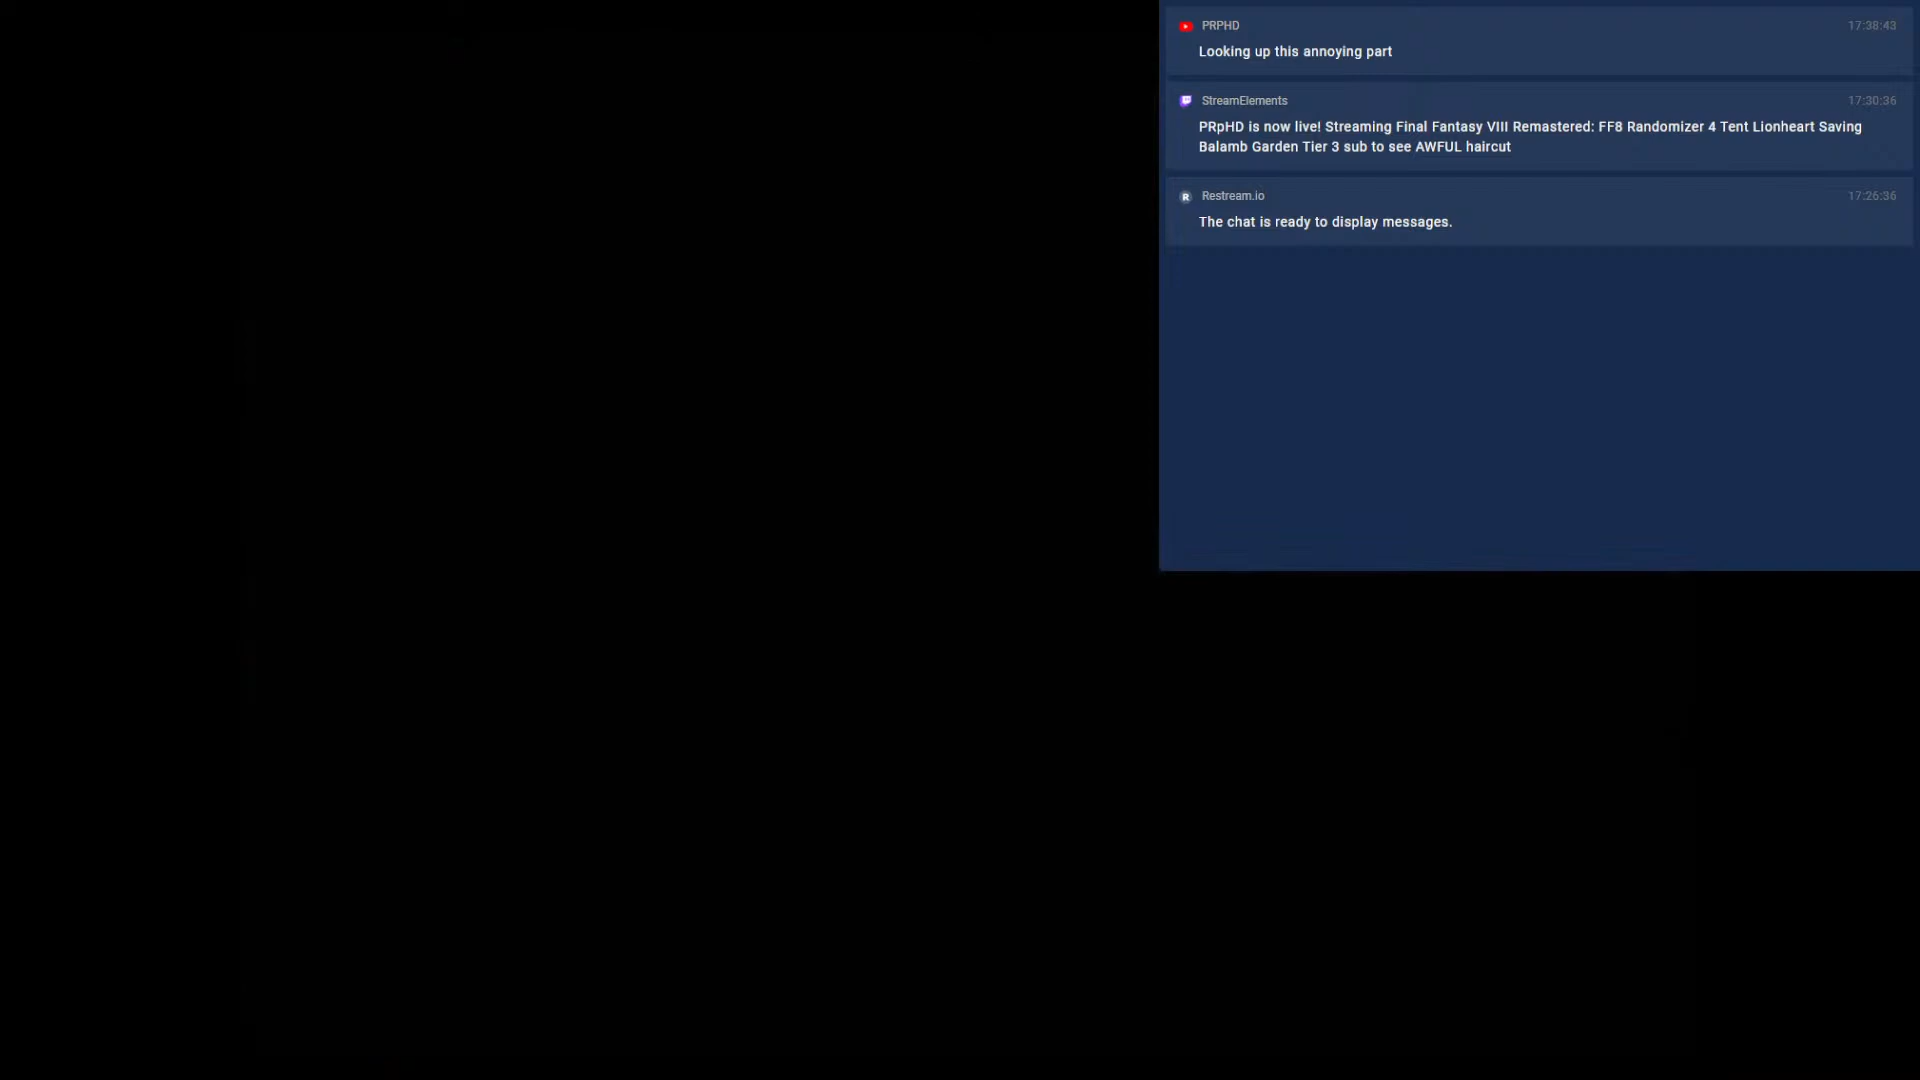 PRPHD 17:38:43
Looking up this annoying part
StreamElements 17:30:36
PRpHD is now live! Streaming Final Fantasy VIII Remastered: FF8 Randomizer 4 Tent Lionheart Saving
Balamb Garden Tier 3 sub to see AWFUL haircut
R Restream.io 17:26:36
The chat is ready to display messages.